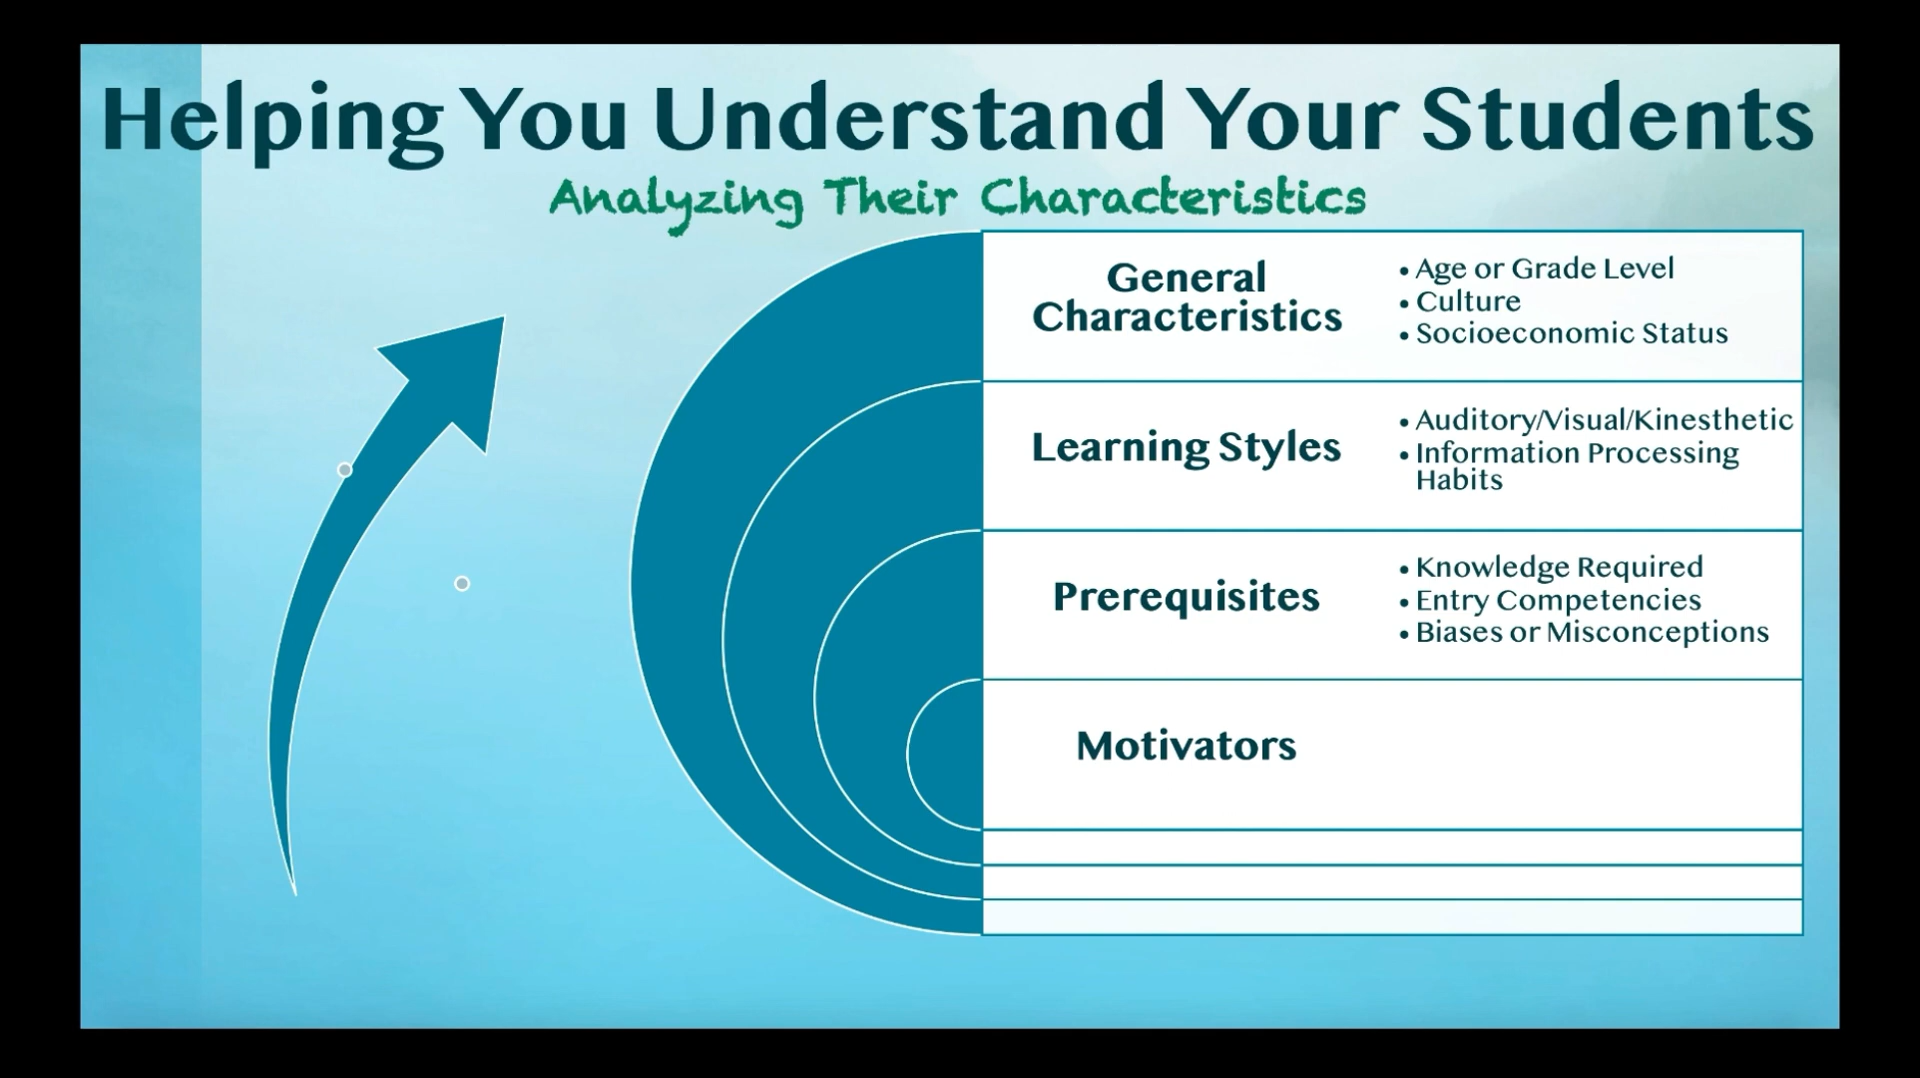 Helping You Understand Your Students
Analyzing Their Characteristics
General
Characteristics
• Age or Grade Level
• Culture
• Socioeconomic Status
Learning Styles
• Auditory/Visual/Kinesthetic
• Information Processing
Habits
Prerequisites
• Knowledge Required
• Entry Competencies
• Biases or Misconceptions
Motivators